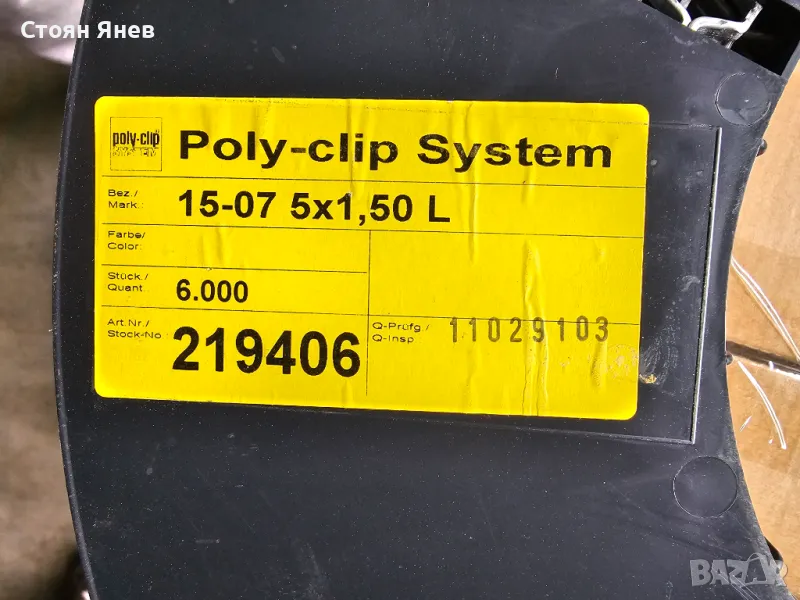 Стоян Янев
poly-clip
SYSTEM
Poly-clip System
Bez./
Mark.:
15-07 5x1,50 L
Farbe/
Color:
Stück./
Quant.
6.000
Art.Nr./
Stock-No.
219406
Q-Prüfg./
Q-Insp.
11029103
BAZAR